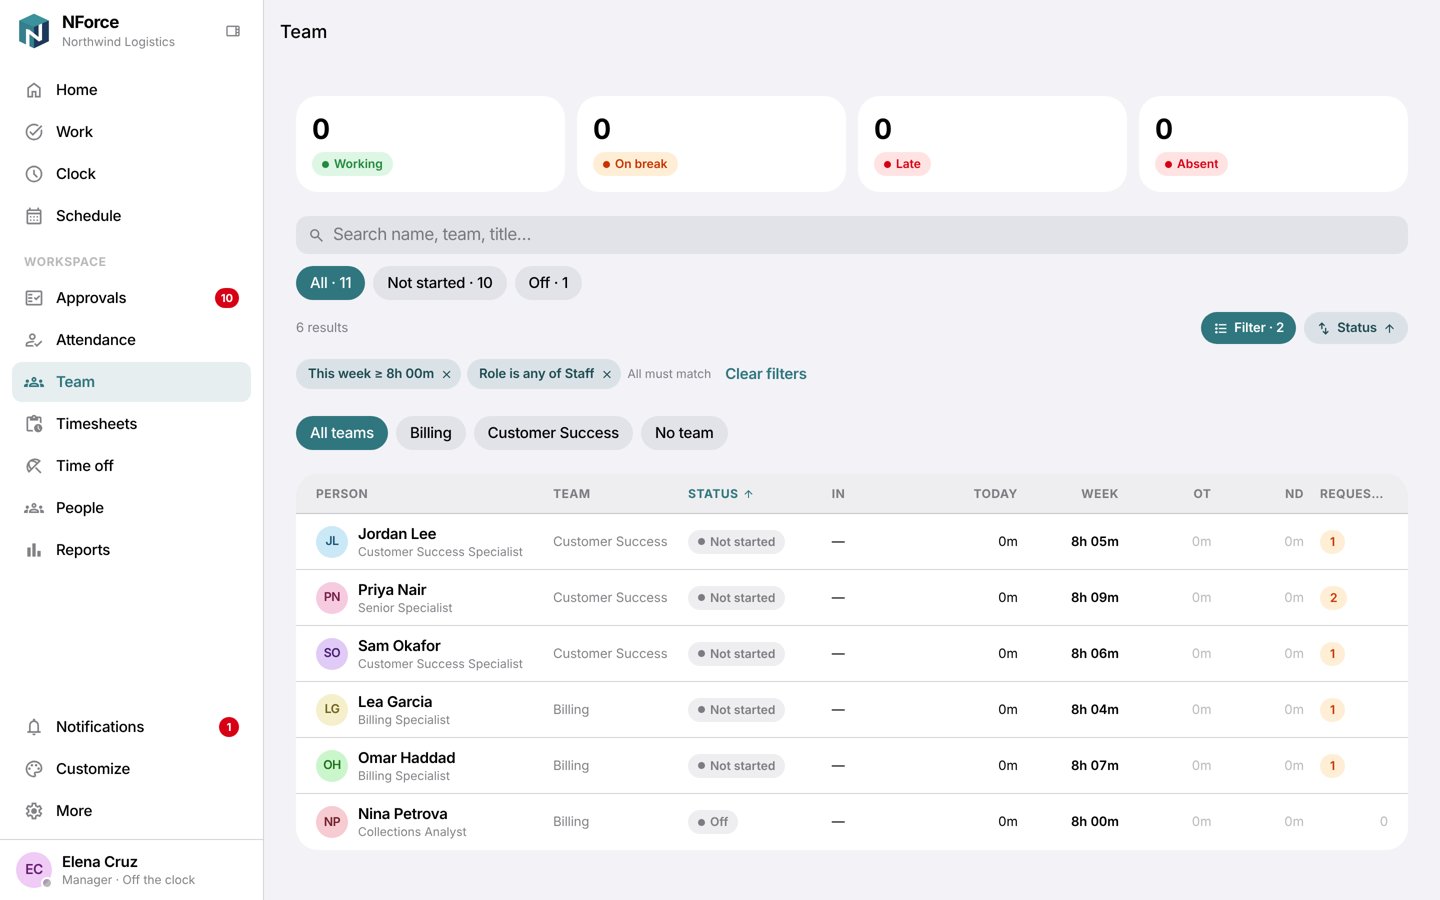 NForce
Northwind Logistics
Home
Work
Clock
Schedule
WORKSPACE
Approvals 10
Attendance
Team
Timesheets
Time off
People
Reports
Notifications 1
Customize
More
EC
Elena Cruz
Manager · Off the clock
Team
0
Working
0
On break
0
Late
0
Absent
Search name, team, title...
All · 11 Not started · 10 Off · 1
6 results Filter · 2 Status ↑
This week ≥ 8h 00m × Role is any of Staff × All must match Clear filters
All teams Billing Customer Success No team
PERSON TEAM STATUS ↑ IN TODAY WEEK OT ND REQUES...
JL Jordan Lee Customer Success Not started — 0m 8h 05m 0m 0m 1
Customer Success Specialist
PN Priya Nair Customer Success Not started — 0m 8h 09m 0m 0m 2
Senior Specialist
SO Sam Okafor Customer Success Not started — 0m 8h 06m 0m 0m 1
Customer Success Specialist
LG Lea Garcia Billing Not started — 0m 8h 04m 0m 0m 1
Billing Specialist
OH Omar Haddad Billing Not started — 0m 8h 07m 0m 0m 1
Billing Specialist
NP Nina Petrova Billing Off — 0m 8h 00m 0m 0m 0
Collections Analyst